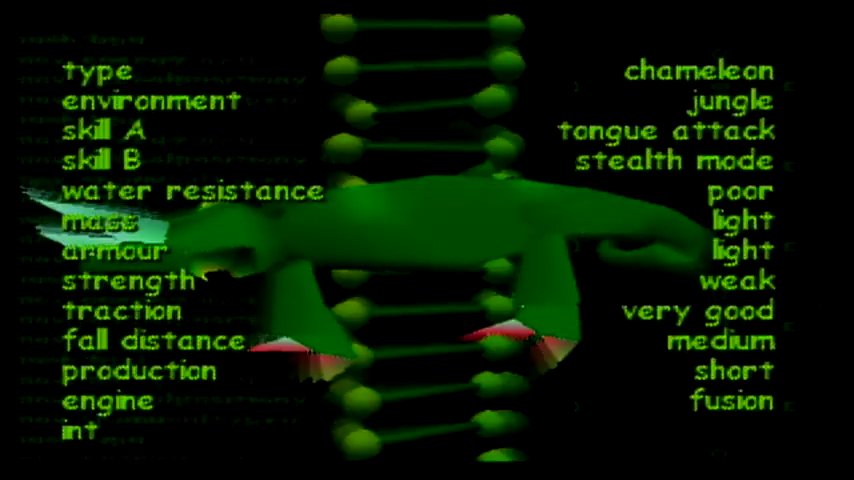 type chameleon
environment jungle
skill A tongue attack
skill B stealth mode
water resistance poor
mass light
armour light
strength weak
traction very good
fall distance medium
production short
engine fusion
int